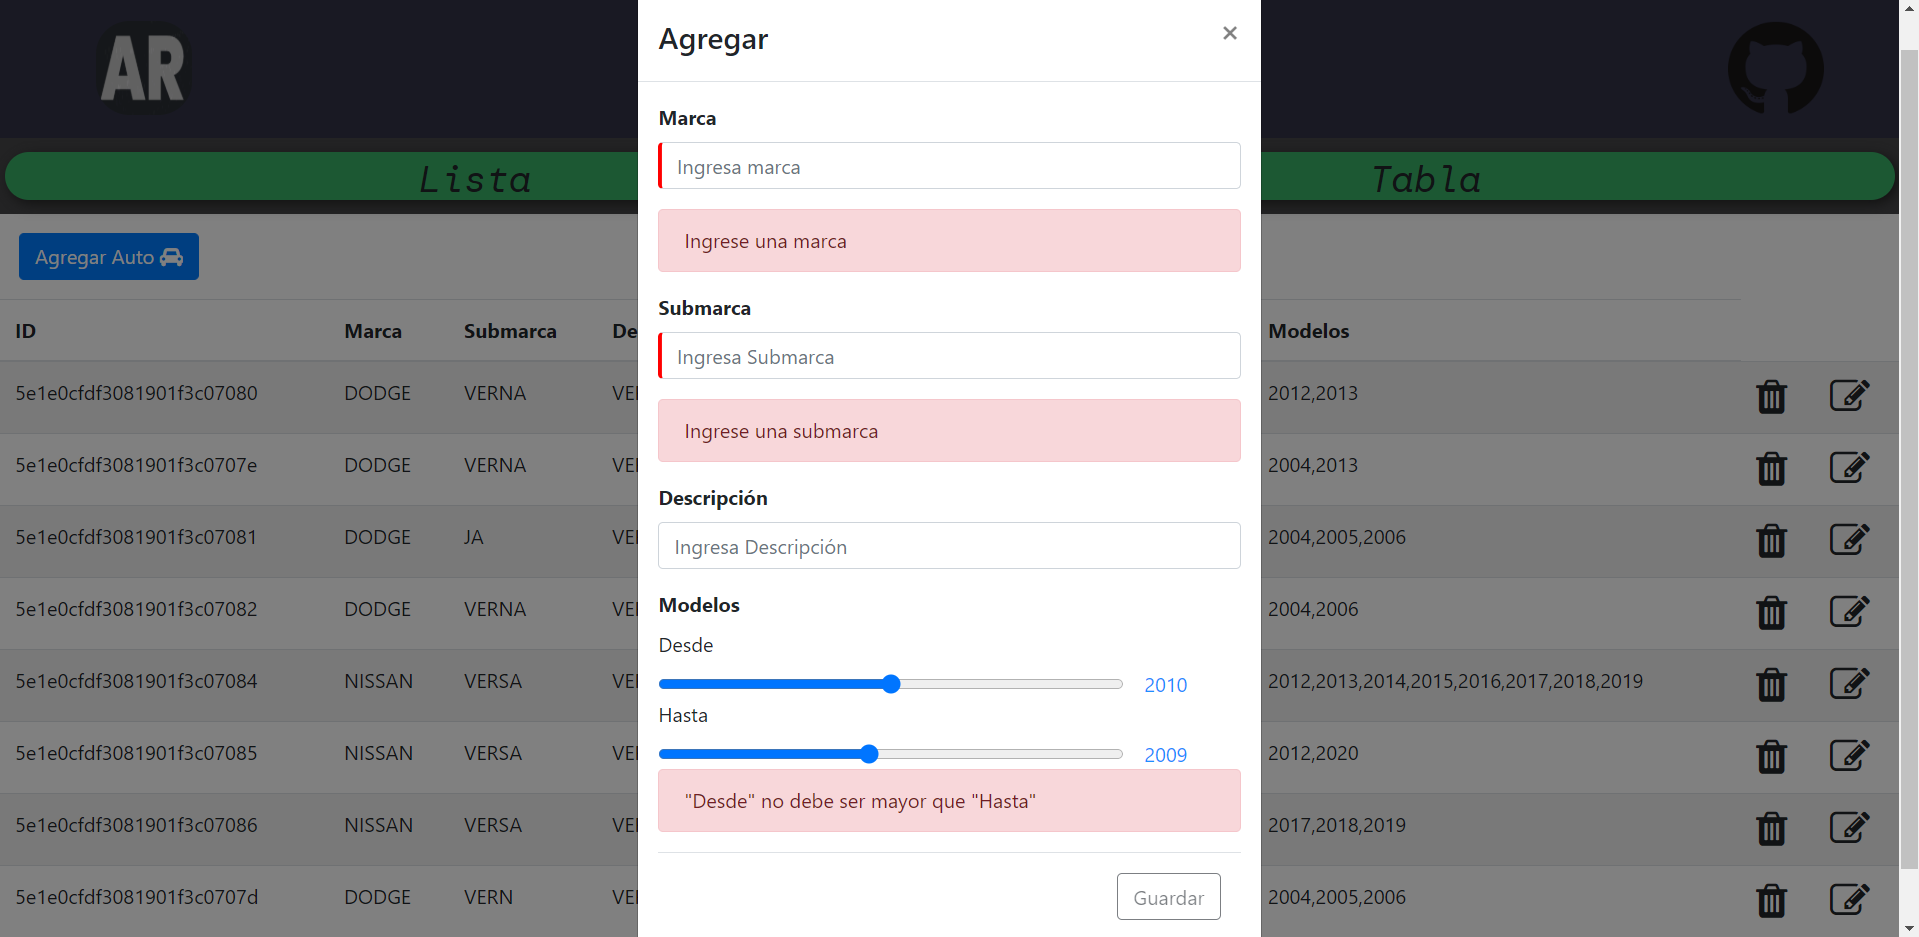 AR
Agregar
×
Lista
Tabla
Agregar Auto
Marca
Ingresa marca
Ingrese una marca
Submarca
Ingresa Submarca
Ingrese una submarca
Descripción
Ingresa Descripción
Modelos
Desde
2010
Hasta
2009
"Desde" no debe ser mayor que "Hasta"
Guardar
ID Marca Submarca De Modelos
5e1e0cfdf3081901f3c07080 DODGE VERNA VE 2012,2013
5e1e0cfdf3081901f3c0707e DODGE VERNA VE 2004,2013
5e1e0cfdf3081901f3c07081 DODGE JA VE 2004,2005,2006
5e1e0cfdf3081901f3c07082 DODGE VERNA VE 2004,2006
5e1e0cfdf3081901f3c07084 NISSAN VERSA VE 2012,2013,2014,2015,2016,2017,2018,2019
5e1e0cfdf3081901f3c07085 NISSAN VERSA VE 2012,2020
5e1e0cfdf3081901f3c07086 NISSAN VERSA VE 2017,2018,2019
5e1e0cfdf3081901f3c0707d DODGE VERN VE 2004,2005,2006